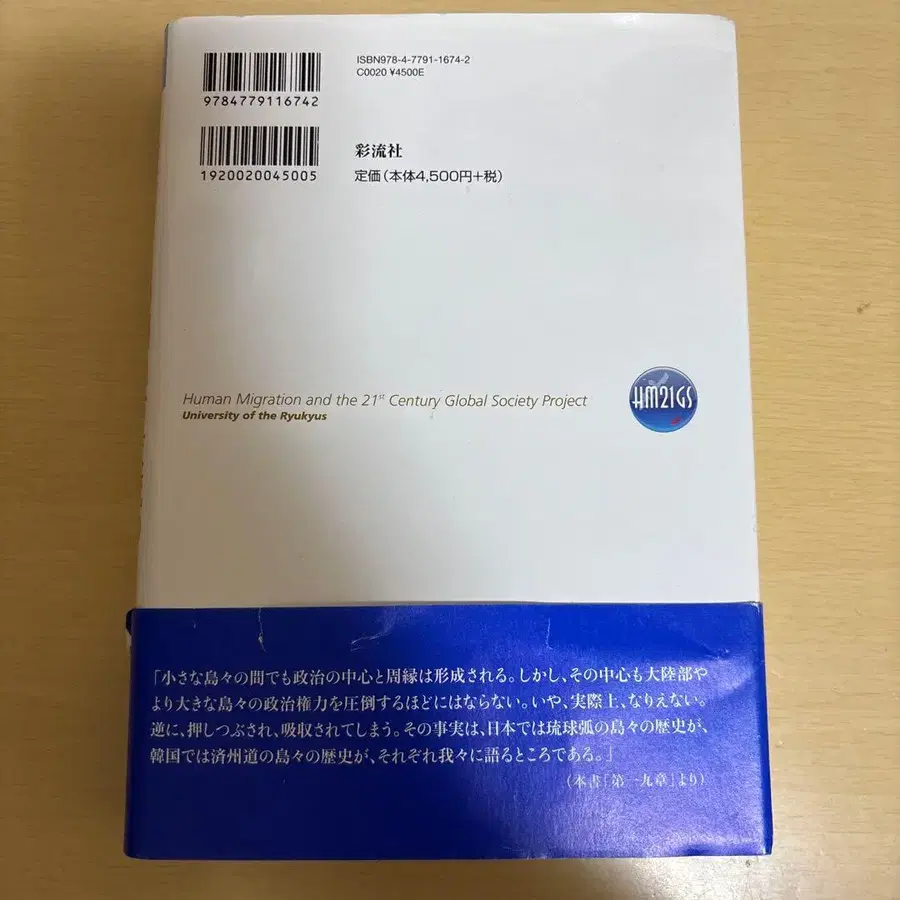 ISBN978-4-7791-1674-2
C0020 ¥4500E
9784779116742
1920020045005
彩流社
定価(本体4,500円+税)
Human Migration and the 21st Century Global Society Project
University of the Ryukyus
HM21GS
「小さな島々の間でも政治の中心と周縁は形成される。しかし、その中心も大陸部や
より大きな島々の政治権力を圧倒するほどにはならない。いや、実際上、なりえない。
逆に、押しつぶされ、吸収されてしまう。その事実は、日本では琉球弧の島々の歴史が、
韓国では済州道の島々の歴史が、それぞれ我々に語るところである。」
(本書「第一九章」より)